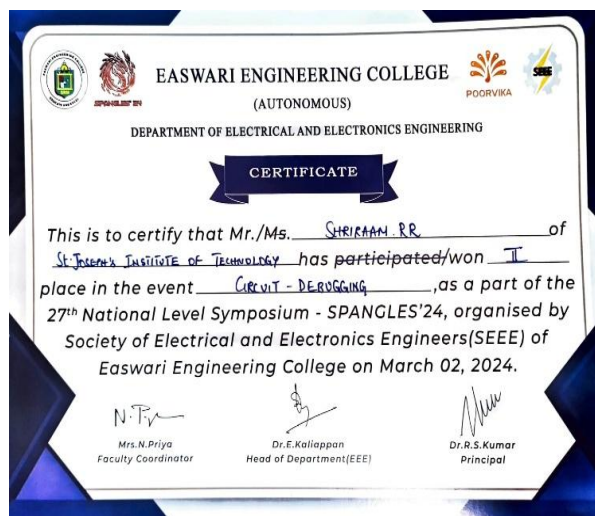 EASWARI ENGINEERING COLLEGE
(AUTONOMOUS)
SPANGLES'24
POORVIKA
SEEE
DEPARTMENT OF ELECTRICAL AND ELECTRONICS ENGINEERING
CERTIFICATE
This is to certify that Mr./Ms. SHRIRAAM.RR of
St. JOSEPH'S INSTITUTE OF TECHNOLOGY has participated/won II
place in the event CIRCUIT - DEBUGGING ,as a part of the
27th National Level Symposium - SPANGLES'24, organised by
Society of Electrical and Electronics Engineers(SEEE) of
Easwari Engineering College on March 02, 2024.
Mrs.N.Priya
Faculty Coordinator
Dr.E.Kaliappan
Head of Department(EEE)
Dr.R.S.Kumar
Principal